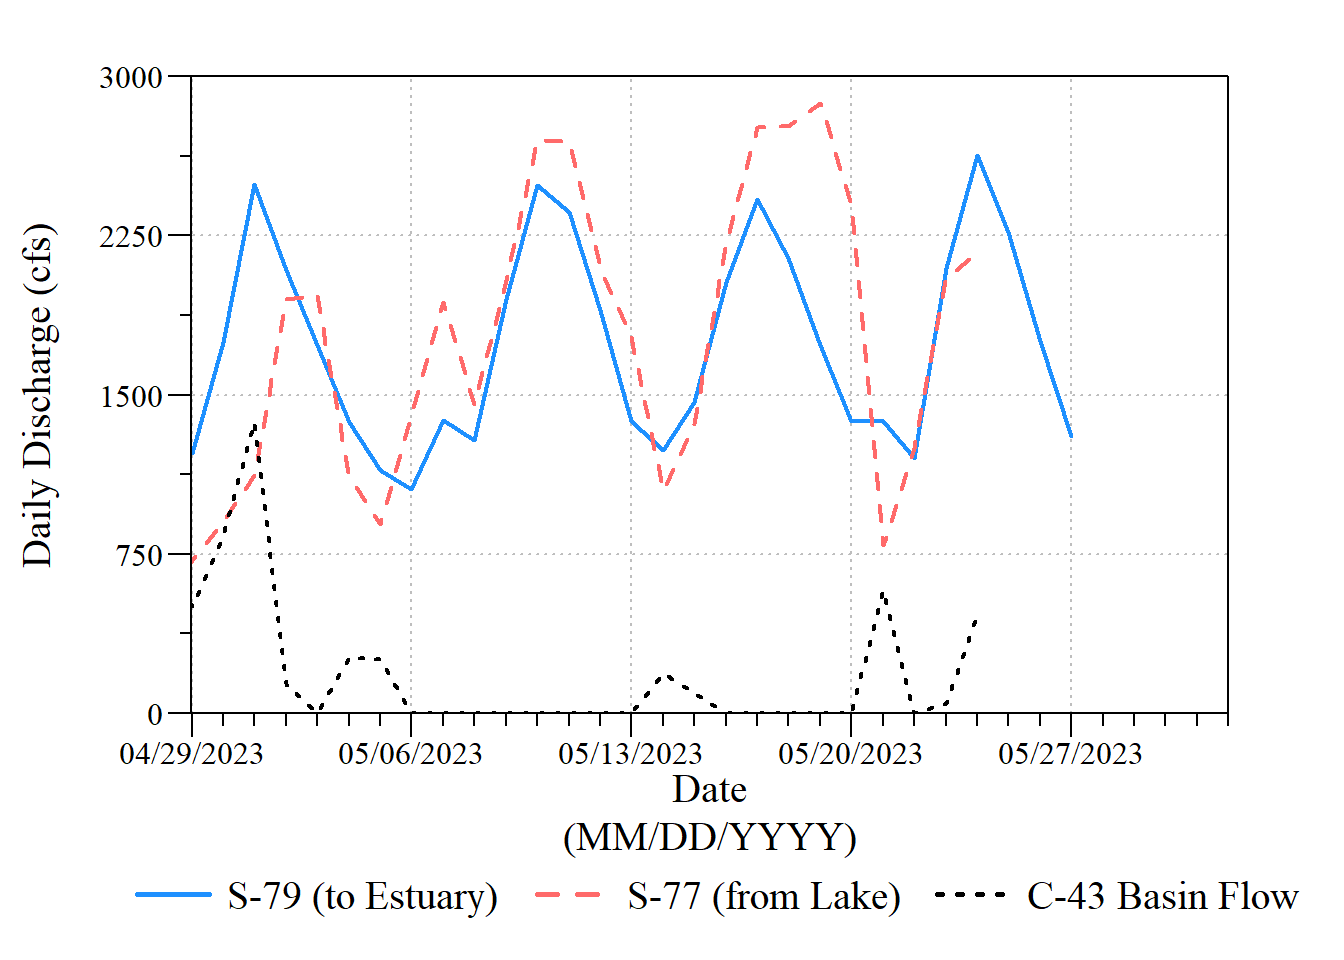 3000
2250
1500
750
0
Daily Discharge (cfs)
04/29/2023 05/06/2023 05/13/2023 05/20/2023 05/27/2023
Date
(MM/DD/YYYY)
S-79 (to Estuary) S-77 (from Lake) C-43 Basin Flow